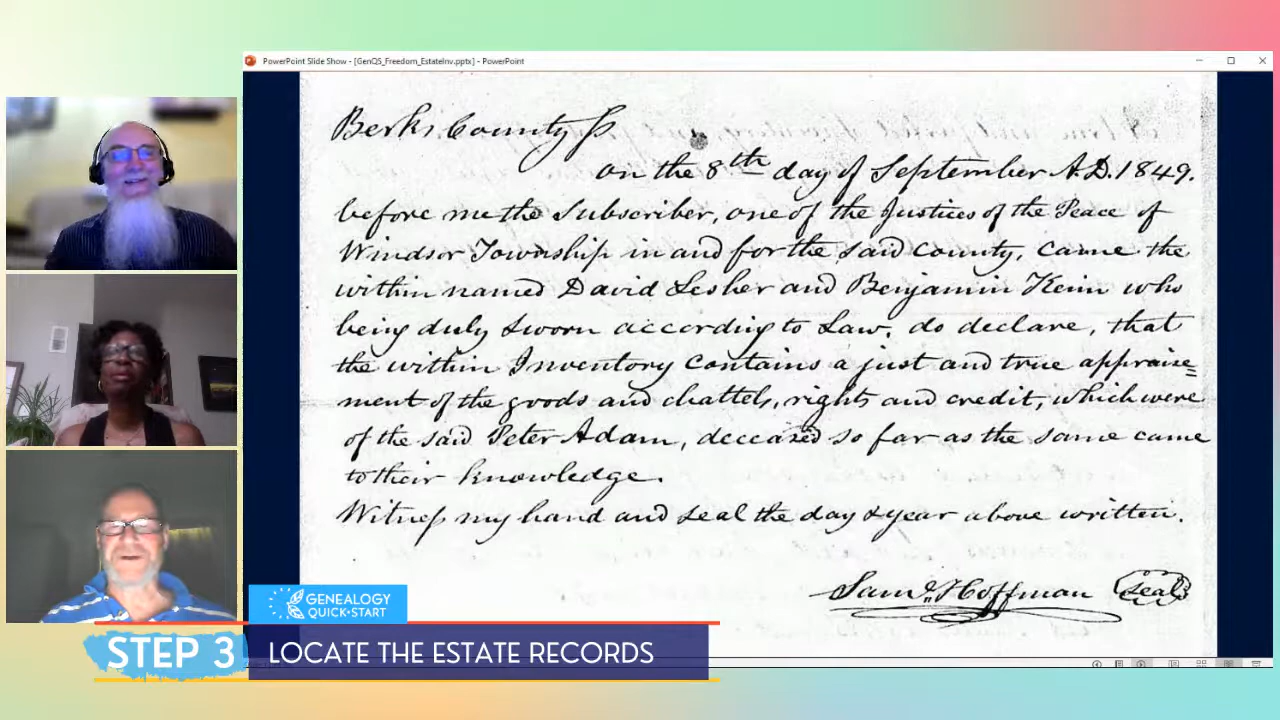 PowerPoint Slide Show - [GenQS_Freedom_EstateInv.pptx] - PowerPoint
Berks County ss
on the 8th day of September A.D. 1849.
before me the Subscriber, one of the Justices of the Peace of
Windsor Township in and for the said County, came the
within named David Lesher and Benjamin Keim who
being duly sworn according to Law, do declare, that
the within Inventory contains a just and true appraise=
ment of the goods and chattels, rights and credit, which were
of the said Peter Adam, deceased so far as the same came
to their knowledge.
Witness my hand and seal the day & year above written.
Saml. Hoffman Seal
GENEALOGY
QUICK START
STEP 3 LOCATE THE ESTATE RECORDS